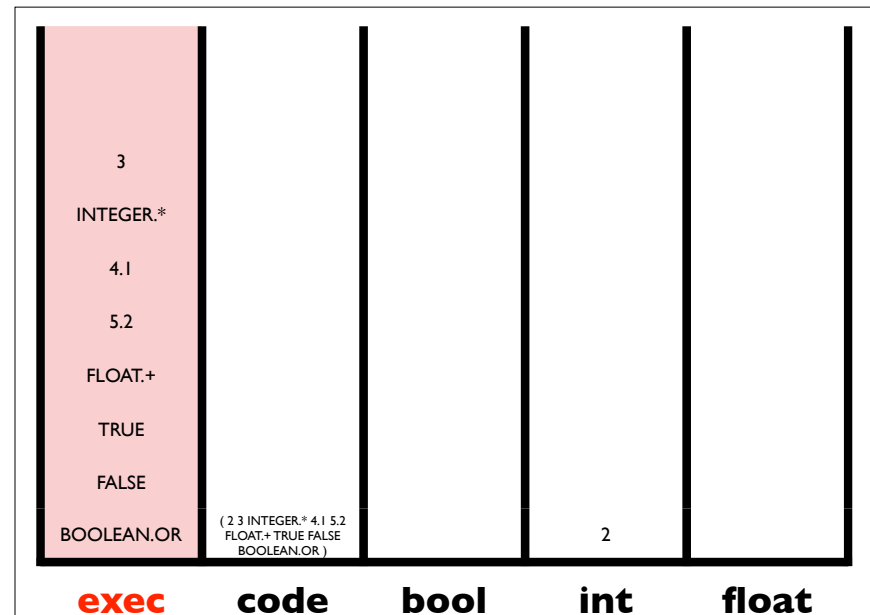 3
INTEGER.*
4.1
5.2
FLOAT.+
TRUE
FALSE
BOOLEAN.OR
( 2 3 INTEGER.* 4.1 5.2
FLOAT.+ TRUE FALSE
BOOLEAN.OR )
2
exec code bool int float